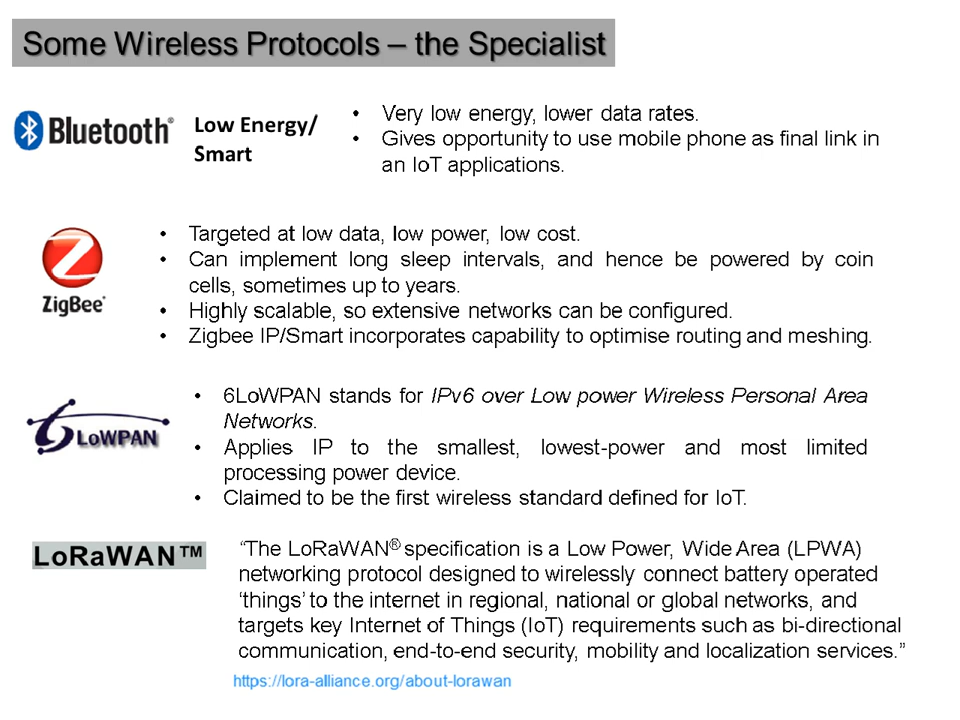 Some Wireless Protocols – the Specialist
Bluetooth®
Low Energy/
Smart
• Very low energy, lower data rates.
• Gives opportunity to use mobile phone as final link in
an IoT applications.
ZigBee®
• Targeted at low data, low power, low cost.
• Can implement long sleep intervals, and hence be powered by coin
cells, sometimes up to years.
• Highly scalable, so extensive networks can be configured.
• Zigbee IP/Smart incorporates capability to optimise routing and meshing.
6LoWPAN
• 6LoWPAN stands for IPv6 over Low power Wireless Personal Area
Networks.
• Applies IP to the smallest, lowest-power and most limited
processing power device.
• Claimed to be the first wireless standard defined for IoT.
LoRaWAN™
“The LoRaWAN® specification is a Low Power, Wide Area (LPWA)
networking protocol designed to wirelessly connect battery operated
‘things’ to the internet in regional, national or global networks, and
targets key Internet of Things (IoT) requirements such as bi-directional
communication, end-to-end security, mobility and localization services.”
https://lora-alliance.org/about-lorawan